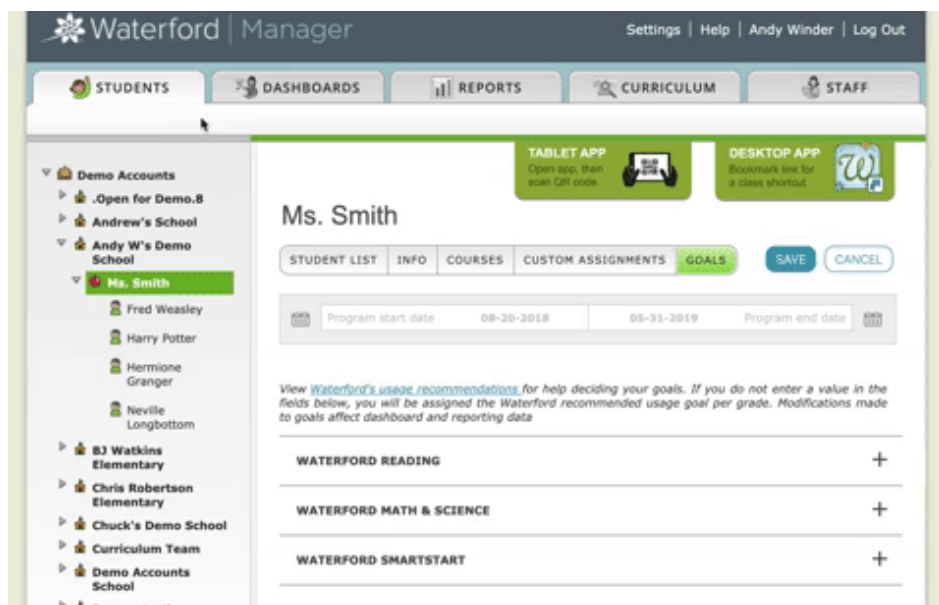 Waterford | Manager
Settings | Help | Andy Winder | Log Out
STUDENTS
DASHBOARDS
REPORTS
CURRICULUM
STAFF
TABLET APP
Open app, then
scan QR code.
DESKTOP APP
Bookmark link for
a class shortcut.
Demo Accounts
.Open for Demo.8
Andrew's School
Andy W's Demo
School
Ms. Smith
Fred Weasley
Harry Potter
Hermione
Granger
Neville
Longbottom
BJ Watkins
Elementary
Chris Robertson
Elementary
Chuck's Demo School
Curriculum Team
Demo Accounts
School
Ms. Smith
STUDENT LIST
INFO
COURSES
CUSTOM ASSIGNMENTS
GOALS
SAVE
CANCEL
Program start date 08-20-2018 05-31-2019 Program end date
View Waterford's usage recommendations for help deciding your goals. If you do not enter a value in the
fields below, you will be assigned the Waterford recommended usage goal per grade. Modifications made
to goals affect dashboard and reporting data
WATERFORD READING +
WATERFORD MATH & SCIENCE +
WATERFORD SMARTSTART +